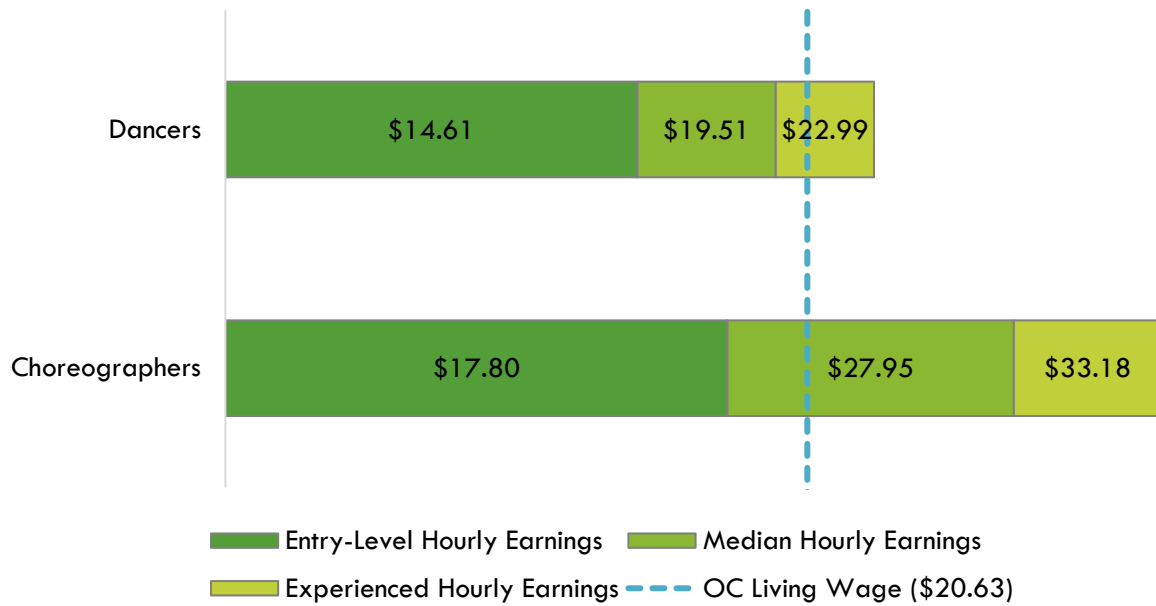 Dancers
$14.61
$19.51
$22.99
Choreographers
$17.80
$27.95
$33.18
Entry-Level Hourly Earnings
Median Hourly Earnings
Experienced Hourly Earnings
OC Living Wage ($20.63)